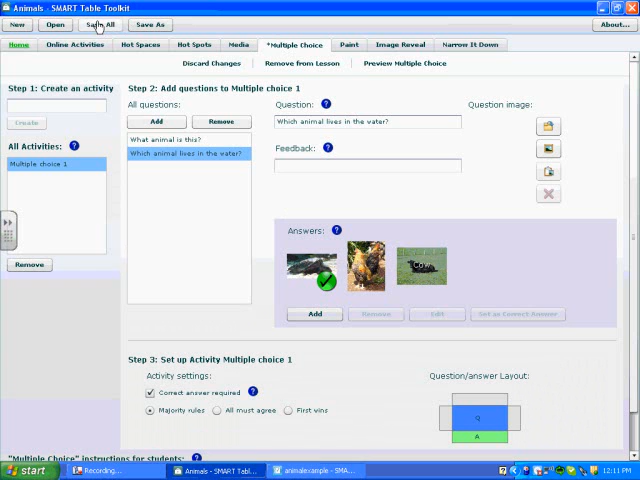 Animals - SMART Table Toolkit
New Open Save All Save As About...
Home Online Activities Hot Spaces Hot Spots Media *Multiple Choice Paint Image Reveal Narrow It Down
Discard Changes Remove from Lesson Preview Multiple Choice
Step 1: Create an activity
Create
All Activities: ?
Multiple choice 1
Remove
Step 2: Add questions to Multiple choice 1
All questions:
Add Remove
What animal is this?
Which animal lives in the water?
Question: ?
Which animal lives in the water?
Feedback: ?
Question image:
Answers: ?
Cow
Add Remove Edit Set as Correct Answer
Step 3: Set up Activity Multiple choice 1
Activity settings:
Correct answer required ?
Majority rules All must agree First wins
Question/answer Layout:
Q
A
"Multiple Choice" instructions for students: ?
start Recording... Animals - SMART Tabl... animalexample - SMA... 12:11 PM